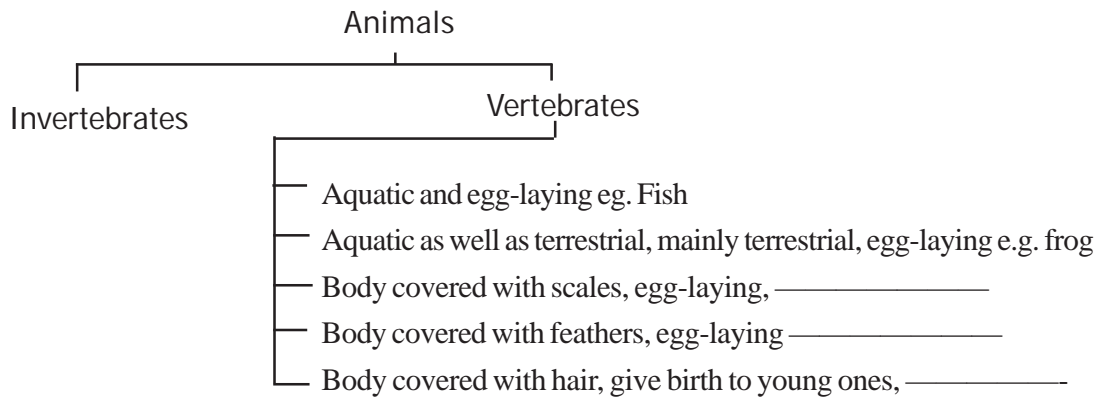 Animals
Invertebrates
Vertebrates
Aquatic and egg-laying eg. Fish
Aquatic as well as terrestrial, mainly terrestrial, egg-laying e.g. frog
Body covered with scales, egg-laying, ———————
Body covered with feathers, egg-laying ———————
Body covered with hair, give birth to young ones, —————-